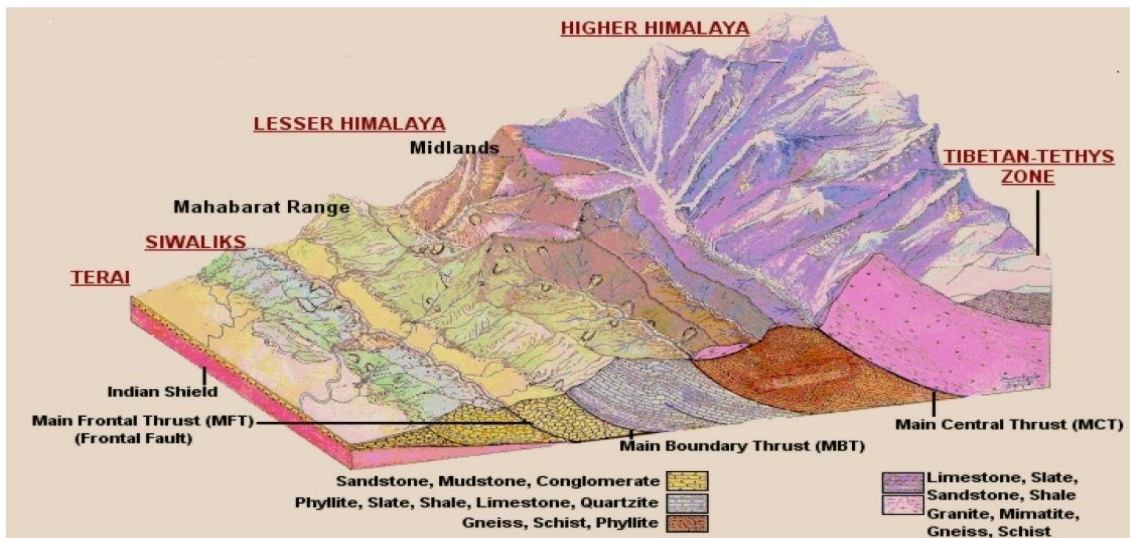 HIGHER HIMALAYA
LESSER HIMALAYA
Midlands
TIBETAN-TETHYS
ZONE
Mahabarat Range
SIWALIKS
TERAI
Indian Shield
Main Frontal Thrust (MFT)
(Frontal Fault)
Main Boundary Thrust (MBT)
Main Central Thrust (MCT)
Sandstone, Mudstone, Conglomerate
Phyllite, Slate, Shale, Limestone, Quartzite
Gneiss, Schist, Phyllite
Limestone, Slate,
Sandstone, Shale
Granite, Mimatite,
Gneiss, Schist